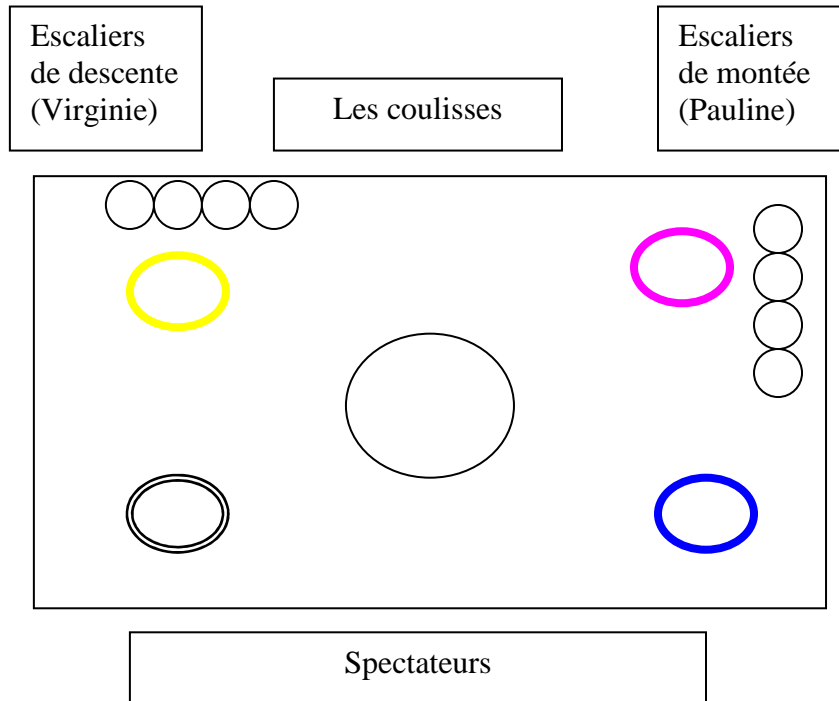 Escaliers
de descente
(Virginie)
Les coulisses
Escaliers
de montée
(Pauline)
Spectateurs